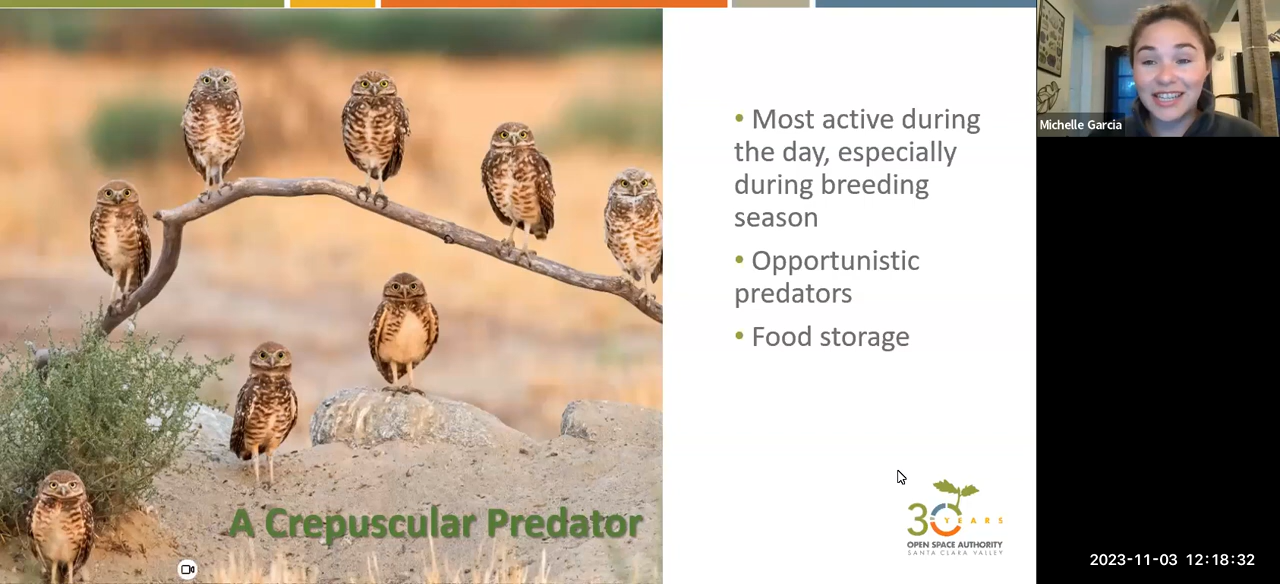 • Most active during
the day, especially
during breeding
season
• Opportunistic
predators
• Food storage
A Crepuscular Predator
30 YEARS
OPEN SPACE AUTHORITY
SANTA CLARA VALLEY
Michelle Garcia
2023-11-03 12:18:32